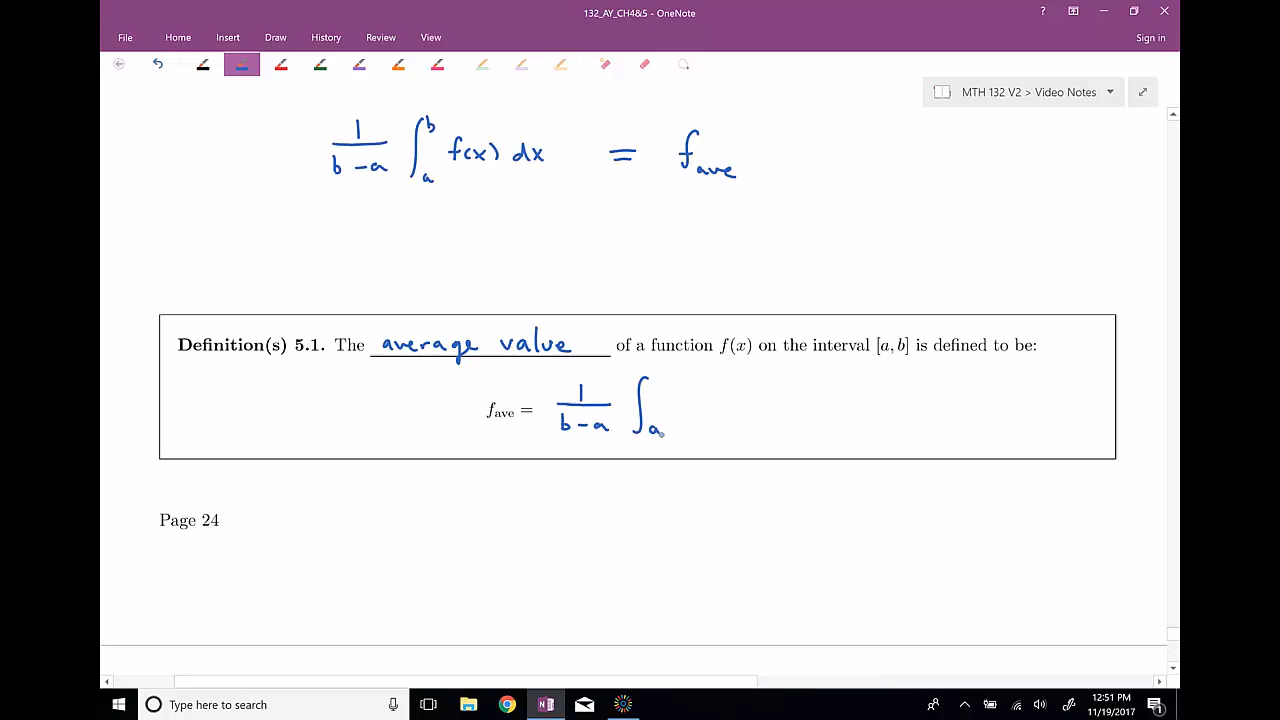 132_AY_CH4&5 - OneNote
?
File Home Insert Draw History Review View Sign in
MTH 132 V2 > Video Notes
1/(b-a) ∫_a^b f(x) dx = f_ave
Definition(s) 5.1. The average value of a function f(x) on the interval [a, b] is defined to be:
f_ave = 1/(b-a) ∫_a
Page 24
Type here to search
12:51 PM
11/19/2017
1